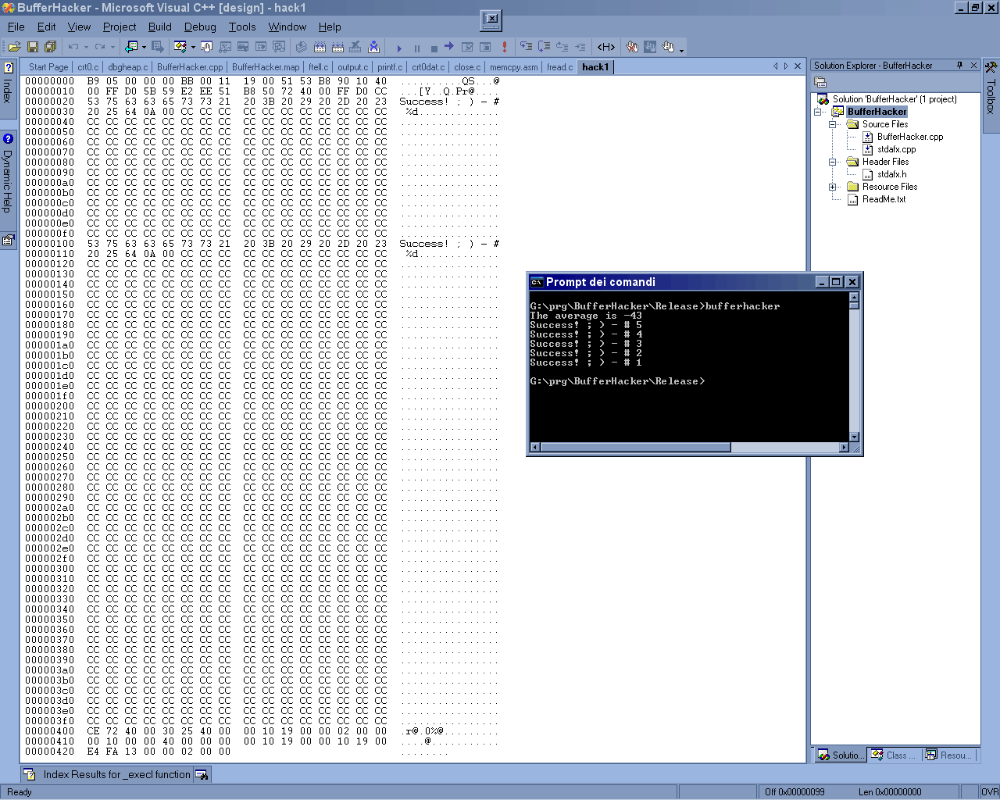 BufferHacker - Microsoft Visual C++ [design] - hack1
File Edit View Project Build Debug Tools Window Help
Start Page | crt0.c | dbgheap.c | BufferHacker.cpp | BufferHacker.map | ftell.c | output.c | printf.c | crt0dat.c | close.c | memcpy.asm | fread.c | hack1
Index
Dynamic Help
00000000 B9 05 00 00 00 BB 00 11 19 00 51 53 B8 90 10 40 ..........QS...@
00000010 00 FF D0 5B 59 E2 EE 51 B8 50 72 40 00 FF D0 CC ...[Y..Q.Pr@....
00000020 53 75 63 63 65 73 73 21 20 3B 20 29 20 2D 20 23 Success! ; ) - #
00000030 20 25 64 0A 00 CC CC CC CC CC CC CC CC CC CC CC %d.............
00000040 CC CC CC CC CC CC CC CC CC CC CC CC CC CC CC CC ................
00000050 CC CC CC CC CC CC CC CC CC CC CC CC CC CC CC CC ................
00000060 CC CC CC CC CC CC CC CC CC CC CC CC CC CC CC CC ................
00000070 CC CC CC CC CC CC CC CC CC CC CC CC CC CC CC CC ................
00000080 CC CC CC CC CC CC CC CC CC CC CC CC CC CC CC CC ................
00000090 CC CC CC CC CC CC CC CC CC CC CC CC CC CC CC CC ................
000000a0 CC CC CC CC CC CC CC CC CC CC CC CC CC CC CC CC ................
000000b0 CC CC CC CC CC CC CC CC CC CC CC CC CC CC CC CC ................
000000c0 CC CC CC CC CC CC CC CC CC CC CC CC CC CC CC CC ................
000000d0 CC CC CC CC CC CC CC CC CC CC CC CC CC CC CC CC ................
000000e0 CC CC CC CC CC CC CC CC CC CC CC CC CC CC CC CC ................
000000f0 CC CC CC CC CC CC CC CC CC CC CC CC CC CC CC CC ................
00000100 53 75 63 63 65 73 73 21 20 3B 20 29 20 2D 20 23 Success! ; ) - #
00000110 20 25 64 0A 00 CC CC CC CC CC CC CC CC CC CC CC %d.............
00000120 CC CC CC CC CC CC CC CC CC CC CC CC CC CC CC CC ................
00000130 CC CC CC CC CC CC CC CC CC CC CC CC CC CC CC CC ................
00000140 CC CC CC CC CC CC CC CC CC CC CC CC CC CC CC CC ................
00000150 CC CC CC CC CC CC CC CC CC CC CC CC CC CC CC CC ................
00000160 CC CC CC CC CC CC CC CC CC CC CC CC CC CC CC CC ................
00000170 CC CC CC CC CC CC CC CC CC CC CC CC CC CC CC CC ................
00000180 CC CC CC CC CC CC CC CC CC CC CC CC CC CC CC CC ................
00000190 CC CC CC CC CC CC CC CC CC CC CC CC CC CC CC CC ................
000001a0 CC CC CC CC CC CC CC CC CC CC CC CC CC CC CC CC ................
000001b0 CC CC CC CC CC CC CC CC CC CC CC CC CC CC CC CC ................
000001c0 CC CC CC CC CC CC CC CC CC CC CC CC CC CC CC CC ................
000001d0 CC CC CC CC CC CC CC CC CC CC CC CC CC CC CC CC ................
000001e0 CC CC CC CC CC CC CC CC CC CC CC CC CC CC CC CC ................
000001f0 CC CC CC CC CC CC CC CC CC CC CC CC CC CC CC CC ................
00000200 CC CC CC CC CC CC CC CC CC CC CC CC CC CC CC CC ................
00000210 CC CC CC CC CC CC CC CC CC CC CC CC CC CC CC CC ................
00000220 CC CC CC CC CC CC CC CC CC CC CC CC CC CC CC CC ................
00000230 CC CC CC CC CC CC CC CC CC CC CC CC CC CC CC CC ................
00000240 CC CC CC CC CC CC CC CC CC CC CC CC CC CC CC CC ................
00000250 CC CC CC CC CC CC CC CC CC CC CC CC CC CC CC CC ................
00000260 CC CC CC CC CC CC CC CC CC CC CC CC CC CC CC CC ................
00000270 CC CC CC CC CC CC CC CC CC CC CC CC CC CC CC CC ................
00000280 CC CC CC CC CC CC CC CC CC CC CC CC CC CC CC CC ................
00000290 CC CC CC CC CC CC CC CC CC CC CC CC CC CC CC CC ................
000002a0 CC CC CC CC CC CC CC CC CC CC CC CC CC CC CC CC ................
000002b0 CC CC CC CC CC CC CC CC CC CC CC CC CC CC CC CC ................
000002c0 CC CC CC CC CC CC CC CC CC CC CC CC CC CC CC CC ................
000002d0 CC CC CC CC CC CC CC CC CC CC CC CC CC CC CC CC ................
000002e0 CC CC CC CC CC CC CC CC CC CC CC CC CC CC CC CC ................
000002f0 CC CC CC CC CC CC CC CC CC CC CC CC CC CC CC CC ................
00000300 CC CC CC CC CC CC CC CC CC CC CC CC CC CC CC CC ................
00000310 CC CC CC CC CC CC CC CC CC CC CC CC CC CC CC CC ................
00000320 CC CC CC CC CC CC CC CC CC CC CC CC CC CC CC CC ................
00000330 CC CC CC CC CC CC CC CC CC CC CC CC CC CC CC CC ................
00000340 CC CC CC CC CC CC CC CC CC CC CC CC CC CC CC CC ................
00000350 CC CC CC CC CC CC CC CC CC CC CC CC CC CC CC CC ................
00000360 CC CC CC CC CC CC CC CC CC CC CC CC CC CC CC CC ................
00000370 CC CC CC CC CC CC CC CC CC CC CC CC CC CC CC CC ................
00000380 CC CC CC CC CC CC CC CC CC CC CC CC CC CC CC CC ................
00000390 CC CC CC CC CC CC CC CC CC CC CC CC CC CC CC CC ................
000003a0 CC CC CC CC CC CC CC CC CC CC CC CC CC CC CC CC ................
000003b0 CC CC CC CC CC CC CC CC CC CC CC CC CC CC CC CC ................
000003c0 CC CC CC CC CC CC CC CC CC CC CC CC CC CC CC CC ................
000003d0 CC CC CC CC CC CC CC CC CC CC CC CC CC CC CC CC ................
000003e0 CC CC CC CC CC CC CC CC CC CC CC CC CC CC CC CC ................
000003f0 CC CC CC CC CC CC CC CC CC CC CC CC CC CC CC CC ................
00000400 CE 72 40 00 30 25 40 00 00 10 19 00 00 02 00 00 .r@.0%@.........
00000410 00 10 00 00 40 00 00 00 00 10 19 00 00 10 19 00 ....@...........
00000420 E4 FA 13 00 00 02 00 00 ........
Prompt dei comandi
G:\prg\BufferHacker\Release>bufferhacker
The average is -43
Success! ; ) - # 5
Success! ; ) - # 4
Success! ; ) - # 3
Success! ; ) - # 2
Success! ; ) - # 1
G:\prg\BufferHacker\Release>
Solution Explorer - BufferHacker
Solution 'BufferHacker' (1 project)
BufferHacker
Source Files
BufferHacker.cpp
stdafx.cpp
Header Files
stdafx.h
Resource Files
ReadMe.txt
Solutio... Class ... Resou...
Toolbox
Index Results for _execl function
Ready Off 0x00000099 Len 0x00000000 OVR